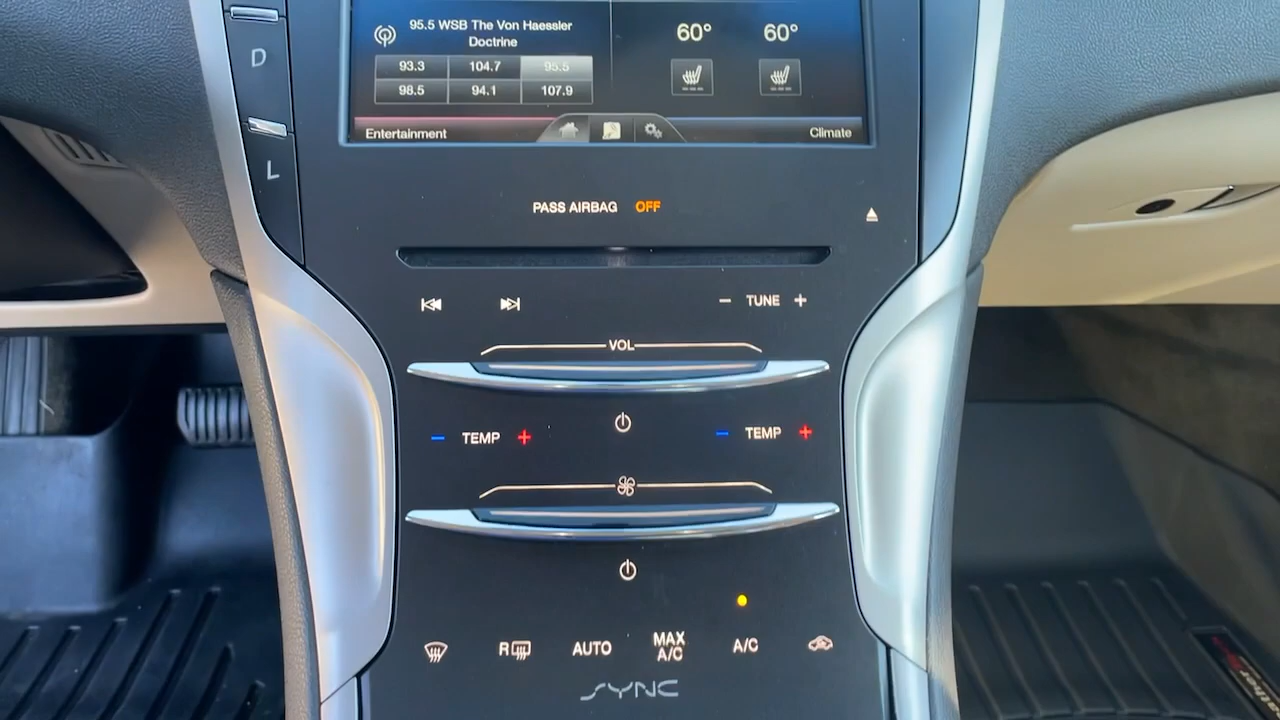 D
L
95.5 WSB The Von Haessler
Doctrine
93.3 104.7 95.5
98.5 94.1 107.9
60° 60°
Entertainment
Climate
PASS AIRBAG OFF
− TUNE +
VOL
− TEMP +
− TEMP +
R
AUTO
MAX
A/C
A/C
SYNC